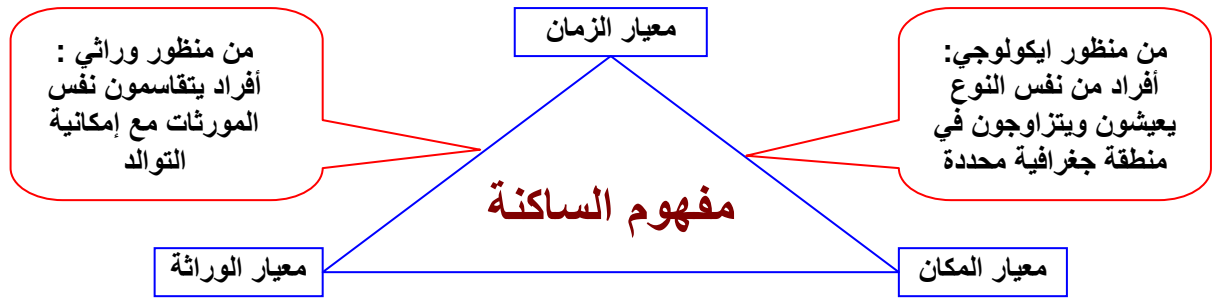 معيار الزمان
من منظور ايكولوجي:
أفراد من نفس النوع
يعيشون ويتزاوجون في
منطقة جغرافية محددة
من منظور وراثي :
أفراد يتقاسمون نفس
المورثات مع إمكانية
التوالد
مفهوم الساكنة
معيار المكان
معيار الوراثة